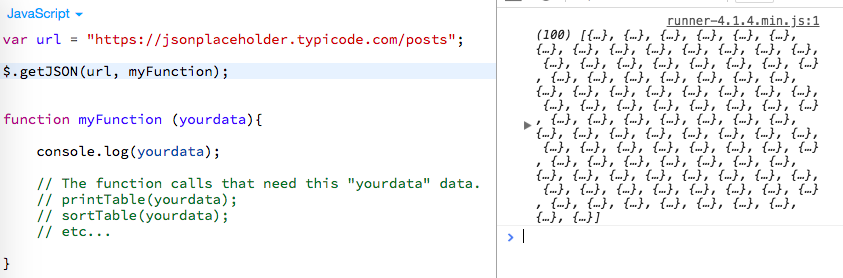 JavaScript
var url = "https://jsonplaceholder.typicode.com/posts";
$.getJSON(url, myFunction);
function myFunction (yourdata){
console.log(yourdata);
// The function calls that need this "yourdata" data.
// printTable(yourdata);
// sortTable(yourdata);
// etc...
}
runner-4.1.4.min.js:1
(100) [{…}, {…}, {…}, {…}, {…}, {…},
{…}, {…}, {…}, {…}, {…}, {…}, {…}, {…},
{…}, {…}, {…}, {…}, {…}, {…}, {…}, {…}
, {…}, {…}, {…}, {…}, {…}, {…}, {…},
{…}, {…}, {…}, {…}, {…}, {…}, {…}, {…},
{…}, {…}, {…}, {…}, {…}, {…}, {…}, {…}
, {…}, {…}, {…}, {…}, {…}, {…}, {…},
{…}, {…}, {…}, {…}, {…}, {…}, {…}, {…},
{…}, {…}, {…}, {…}, {…}, {…}, {…}, {…}
, {…}, {…}, {…}, {…}, {…}, {…}, {…},
{…}, {…}, {…}, {…}, {…}, {…}, {…}, {…},
{…}, {…}, {…}, {…}, {…}, {…}, {…}, {…}
, {…}, {…}, {…}, {…}, {…}, {…}, {…},
{…}, {…}]
>